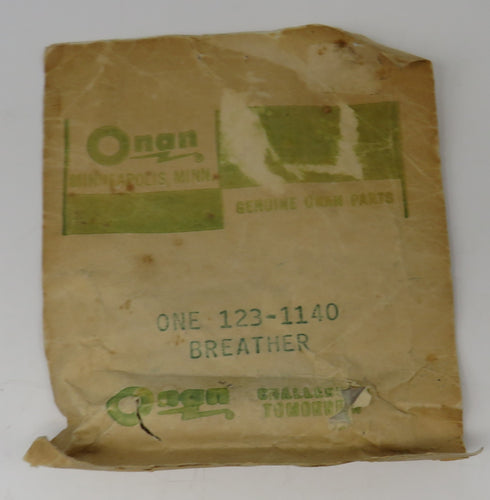 Onan
MINNEAPOLIS, MINN.
GENUINE ONAN PARTS
ONE 123-1140
BREATHER
Onan